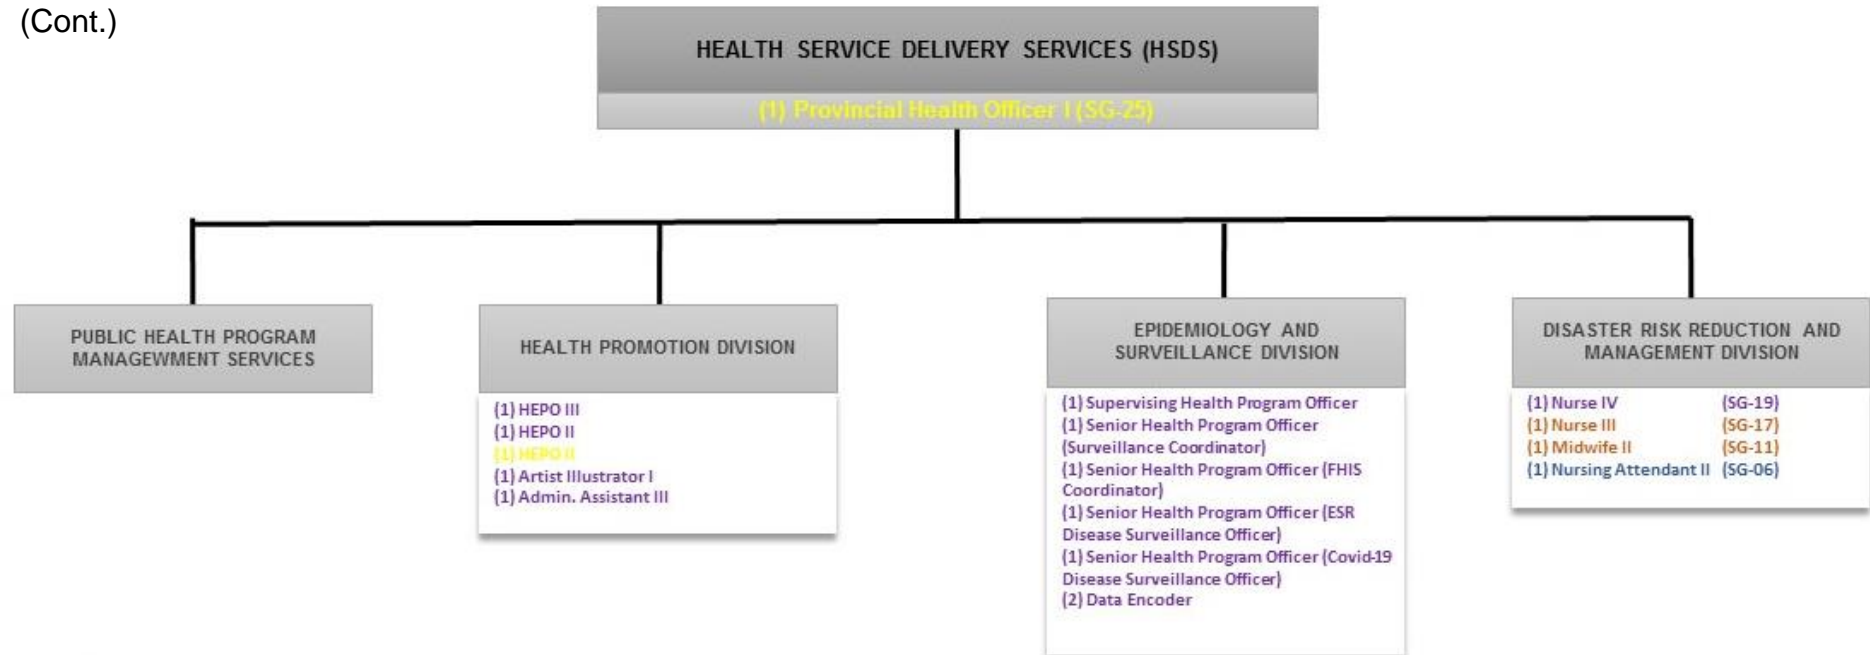 (Cont.)
HEALTH SERVICE DELIVERY SERVICES (HSDS)
(1) Provincial Health Officer I (SG-25)
PUBLIC HEALTH PROGRAM
MANAGEWMENT SERVICES
HEALTH PROMOTION DIVISION
(1) HEPO III
(1) HEPO II
(1) HEPO II
(1) Artist Illustrator I
(1) Admin. Assistant III
EPIDEMIOLOGY AND
SURVEILLANCE DIVISION
(1) Supervising Health Program Officer
(1) Senior Health Program Officer
(Surveillance Coordinator)
(1) Senior Health Program Officer (FHIS
Coordinator)
(1) Senior Health Program Officer (ESR
Disease Surveillance Officer)
(1) Senior Health Program Officer (Covid-19
Disease Surveillance Officer)
(2) Data Encoder
DISASTER RISK REDUCTION AND
MANAGEMENT DIVISION
(1) Nurse IV (SG-19)
(1) Nurse III (SG-17)
(1) Midwife II (SG-11)
(1) Nursing Attendant II (SG-06)